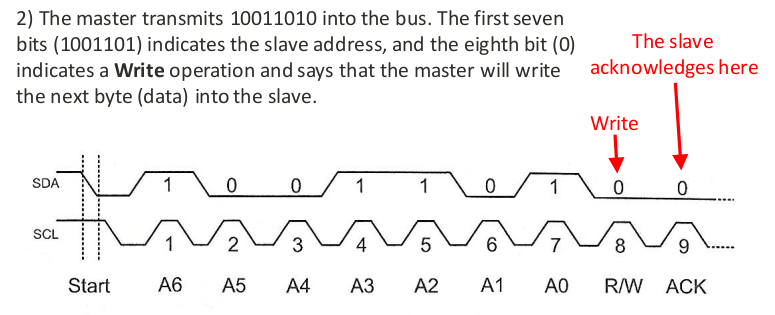 2) The master transmits 10011010 into the bus. The first seven
bits (1001101) indicates the slave address, and the eighth bit (0)
indicates a Write operation and says that the master will write
the next byte (data) into the slave.
The slave
acknowledges here
Write
SDA 1 0 0 1 1 0 1 0 0
SCL 1 2 3 4 5 6 7 8 9
Start A6 A5 A4 A3 A2 A1 A0 R/W ACK